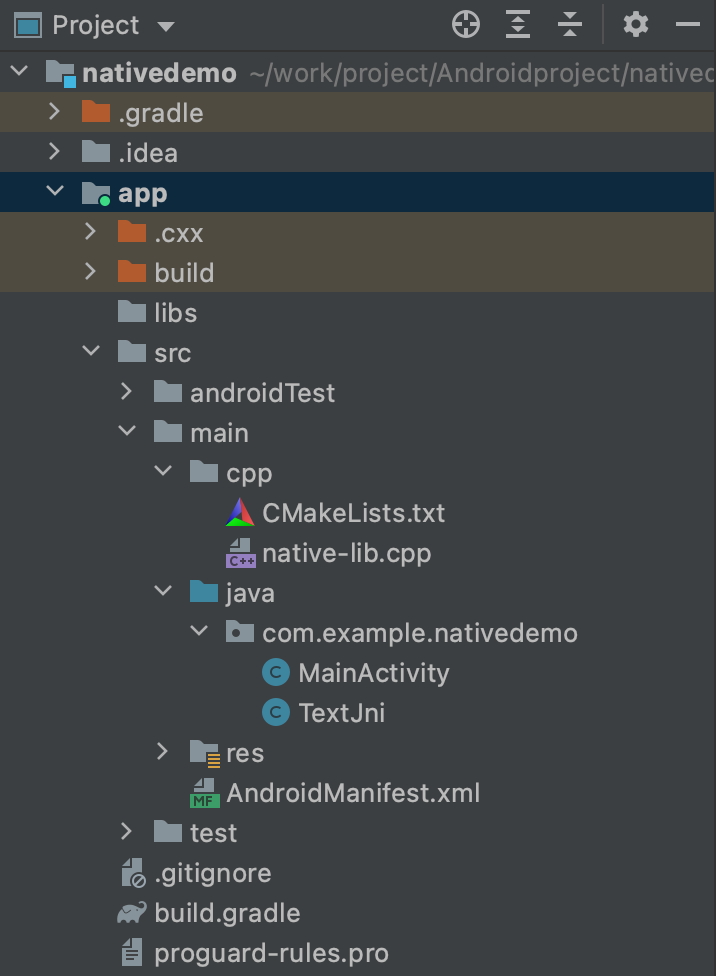 Project
nativedemo ~/work/project/Androidproject/natived
.gradle
.idea
app
.cxx
build
libs
src
androidTest
main
cpp
CMakeLists.txt
C++ native-lib.cpp
java
com.example.nativedemo
C MainActivity
C TextJni
res
MF AndroidManifest.xml
test
.gitignore
build.gradle
proguard-rules.pro